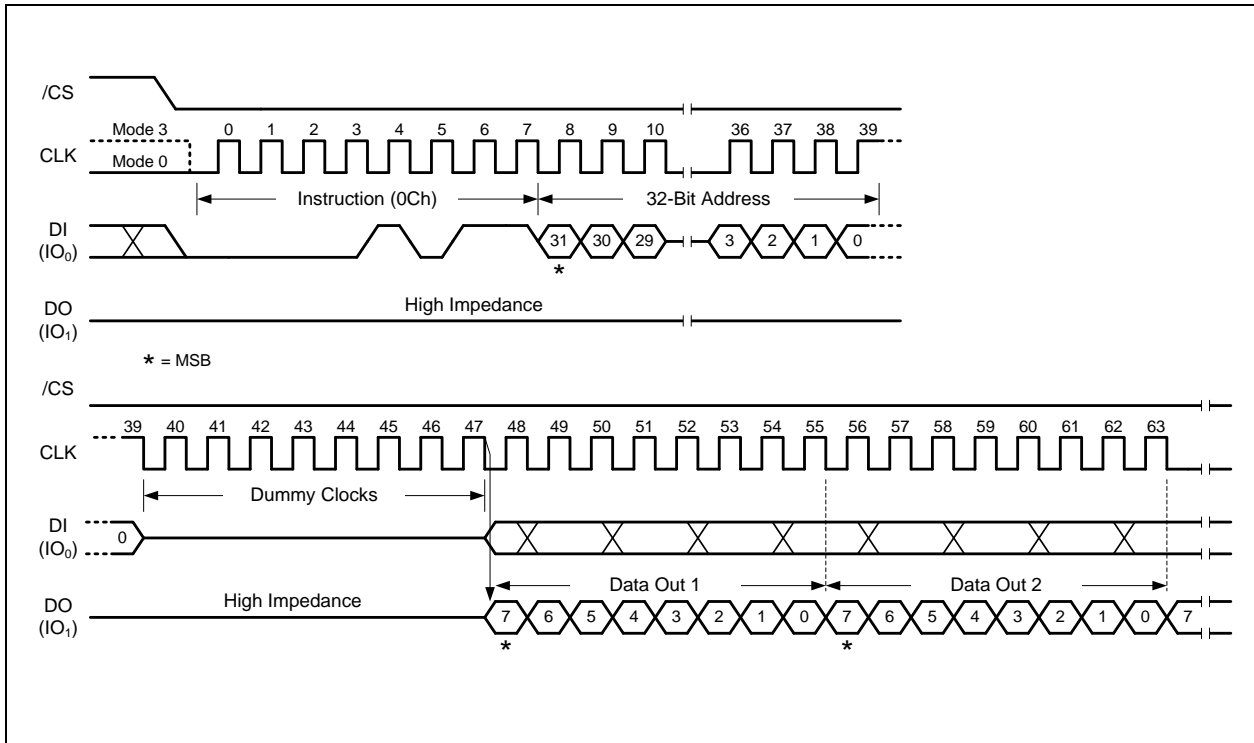 /CS
Mode 3
0 1 2 3 4 5 6 7 8 9 10 36 37 38 39
CLK
Mode 0
Instruction (0Ch) 32-Bit Address
DI
(IO0)
31 30 29 3 2 1 0
*
DO
(IO1)
High Impedance
* = MSB
/CS
39 40 41 42 43 44 45 46 47 48 49 50 51 52 53 54 55 56 57 58 59 60 61 62 63
CLK
Dummy Clocks
DI
(IO0)
0
Data Out 1 Data Out 2
DO
(IO1)
High Impedance
7 6 5 4 3 2 1 0 7 6 5 4 3 2 1 0 7
* *